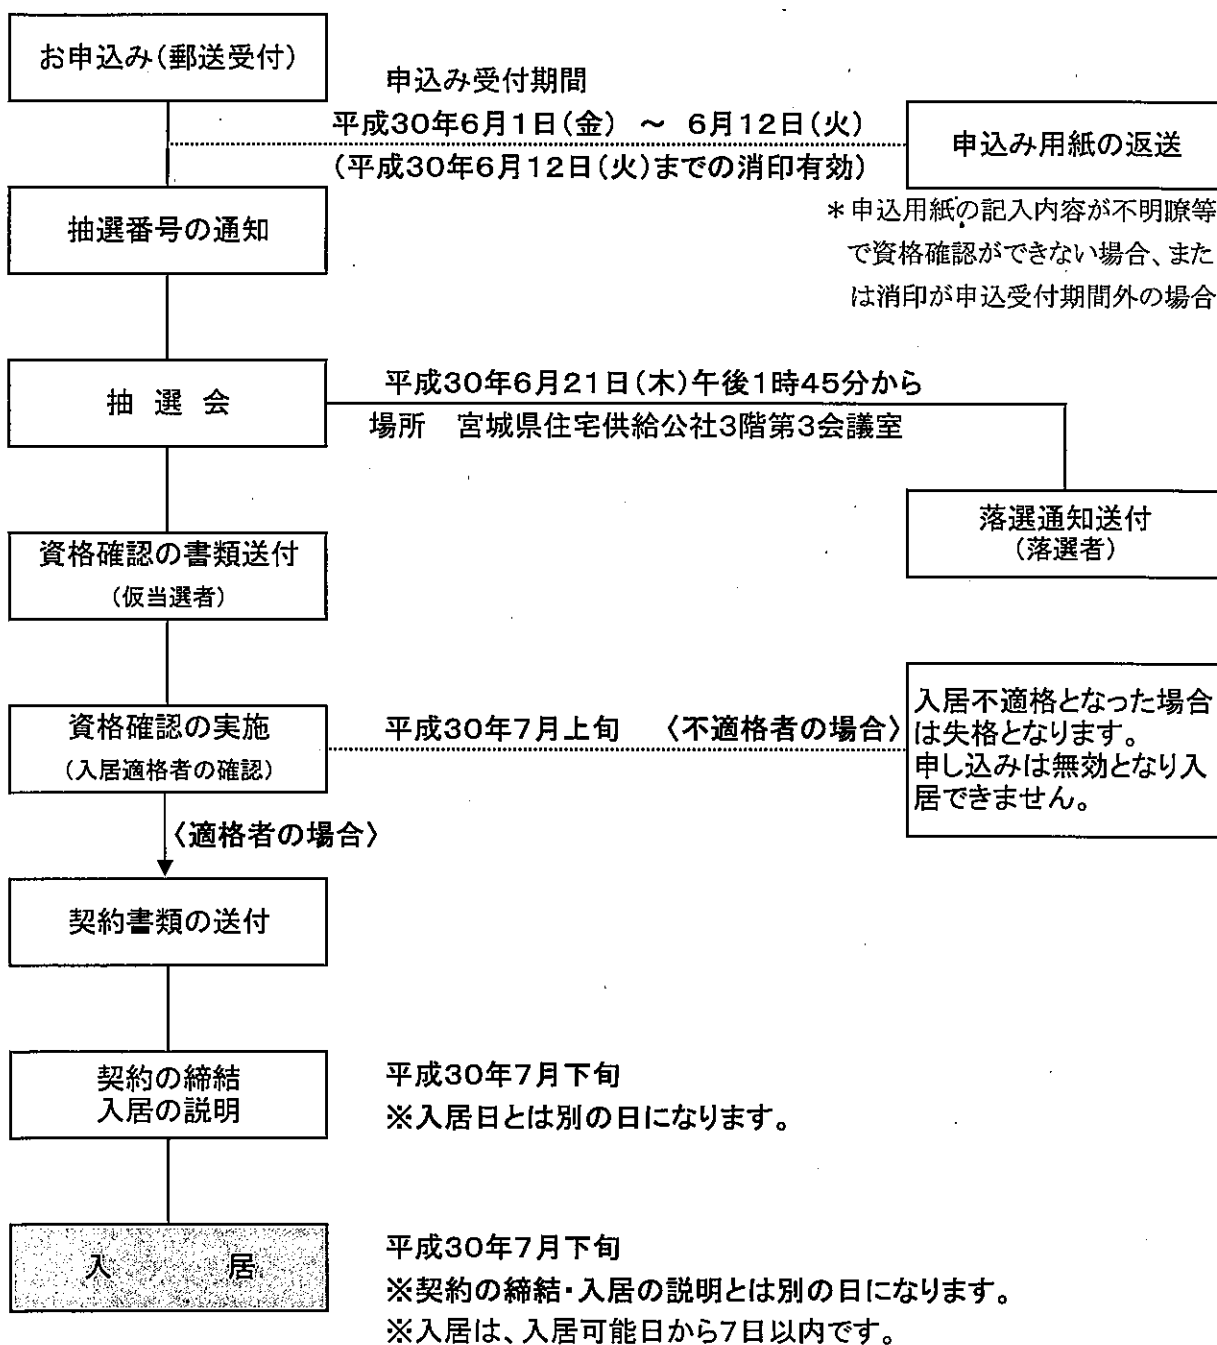 お申込み（郵送受付）
申込み受付期間
平成30年6月1日（金） ～ 6月12日（火）
（平成30年6月12日（火）までの消印有効）
申込み用紙の返送
＊申込用紙の記入内容が不明瞭等
で資格確認ができない場合、また
は消印が申込受付期間外の場合
抽選番号の通知
抽 選 会
平成30年6月21日（木）午後1時45分から
場所　宮城県住宅供給公社3階第3会議室
落選通知送付
（落選者）
資格確認の書類送付
（仮当選者）
資格確認の実施
（入居適格者の確認）
平成30年7月上旬　〈不適格者の場合〉
入居不適格となった場合
は失格となります。
申し込みは無効となり入
居できません。
〈適格者の場合〉
契約書類の送付
契約の締結
入居の説明
平成30年7月下旬
※入居日とは別の日になります。
入　　居
平成30年7月下旬
※契約の締結・入居の説明とは別の日になります。
※入居は、入居可能日から7日以内です。